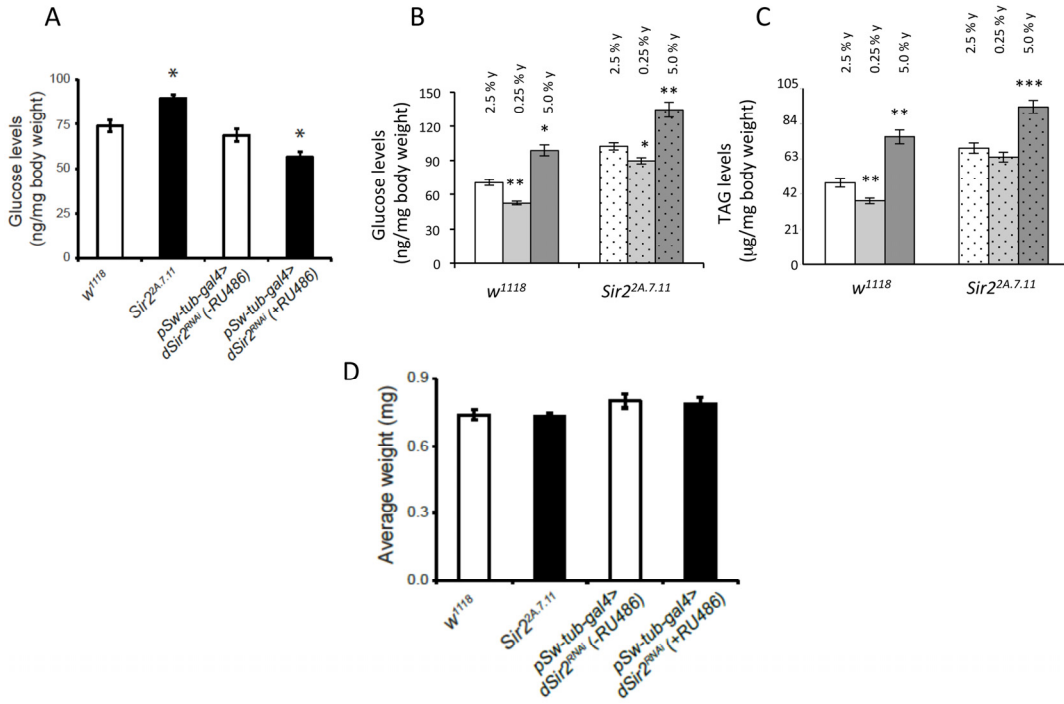 A
Glucose levels
(ng/mg body weight)
100
75
50
25
0
*
*
w1118
Sir22A.7.11
pSw-tub-gal4>
dSir2RNAi (-RU486)
pSw-tub-gal4>
dSir2RNAi (+RU486)
B
Glucose levels
(ng/mg body weight)
150
120
90
60
30
00
2.5 % y
0.25 % y
5.0 % y
2.5 % y
0.25 % y
5.0 % y
**
*
*
**
w1118
Sir22A.7.11
C
TAG levels
(µg/mg body weight)
105
84
63
42
21
0
2.5 % y
0.25 % y
5.0 % y
2.5 % y
0.25 % y
5.0 % y
**
**
***
w1118
Sir22A.7.11
D
Average weight (mg)
0.9
0.6
0.3
0.0
w1118
Sir22A.7.11
pSw-tub-gal4>
dSir2RNAi (-RU486)
pSw-tub-gal4>
dSir2RNAi (+RU486)